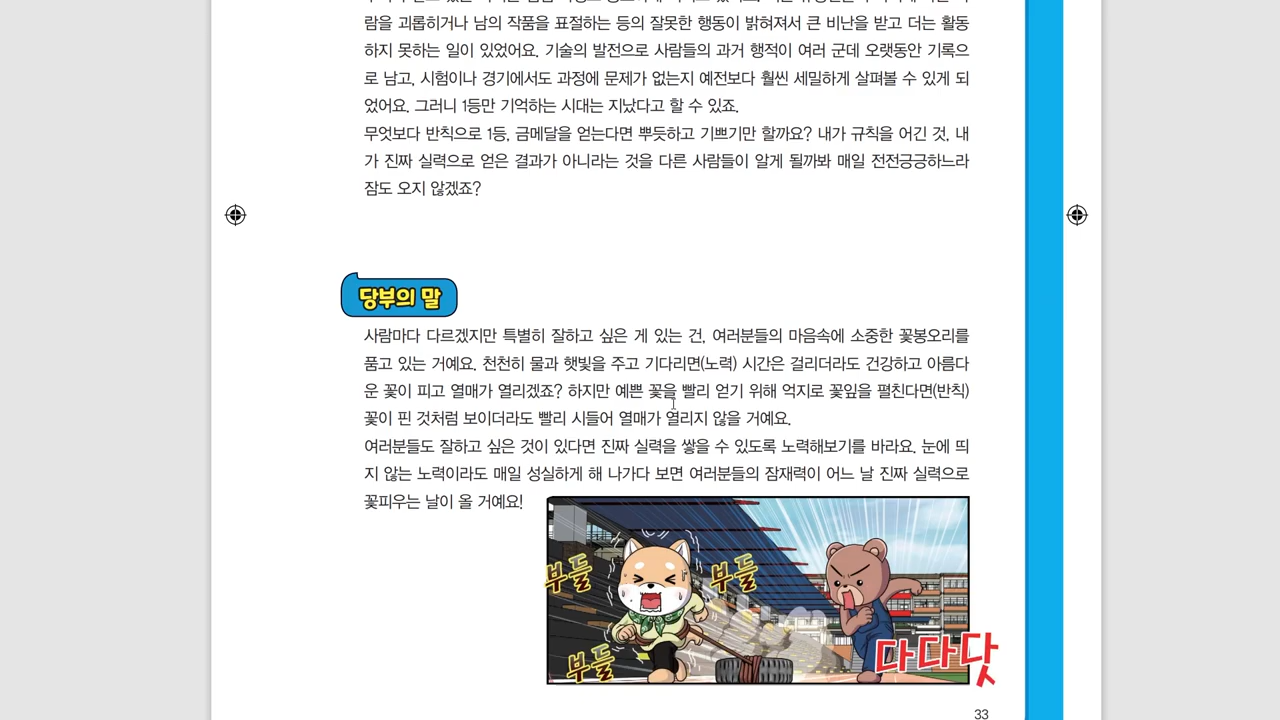 람을 괴롭히거나 남의 작품을 표절하는 등의 잘못한 행동이 밝혀져서 큰 비난을 받고 더는 활동
하지 못하는 일이 있었어요. 기술의 발전으로 사람들의 과거 행적이 여러 군데 오랫동안 기록으
로 남고, 시험이나 경기에서도 과정에 문제가 없는지 예전보다 훨씬 세밀하게 살펴볼 수 있게 되
었어요. 그러니 1등만 기억하는 시대는 지났다고 할 수 있죠.
무엇보다 반칙으로 1등, 금메달을 얻는다면 뿌듯하고 기쁘기만 할까요? 내가 규칙을 어긴 것, 내
가 진짜 실력으로 얻은 결과가 아니라는 것을 다른 사람들이 알게 될까봐 매일 전전긍긍하느라
잠도 오지 않겠죠?
당부의 말
사람마다 다르겠지만 특별히 잘하고 싶은 게 있는 건, 여러분들의 마음속에 소중한 꽃봉오리를
품고 있는 거예요. 천천히 물과 햇빛을 주고 기다리면(노력) 시간은 걸리더라도 건강하고 아름다
운 꽃이 피고 열매가 열리겠죠? 하지만 예쁜 꽃을 빨리 얻기 위해 억지로 꽃잎을 펼친다면(반칙)
꽃이 핀 것처럼 보이더라도 빨리 시들어 열매가 열리지 않을 거예요.
여러분들도 잘하고 싶은 것이 있다면 진짜 실력을 쌓을 수 있도록 노력해보기를 바라요. 눈에 띄
지 않는 노력이라도 매일 성실하게 해 나가다 보면 여러분들의 잠재력이 어느 날 진짜 실력으로
꽃피우는 날이 올 거예요!
부들
부들
부들
다다닷
33